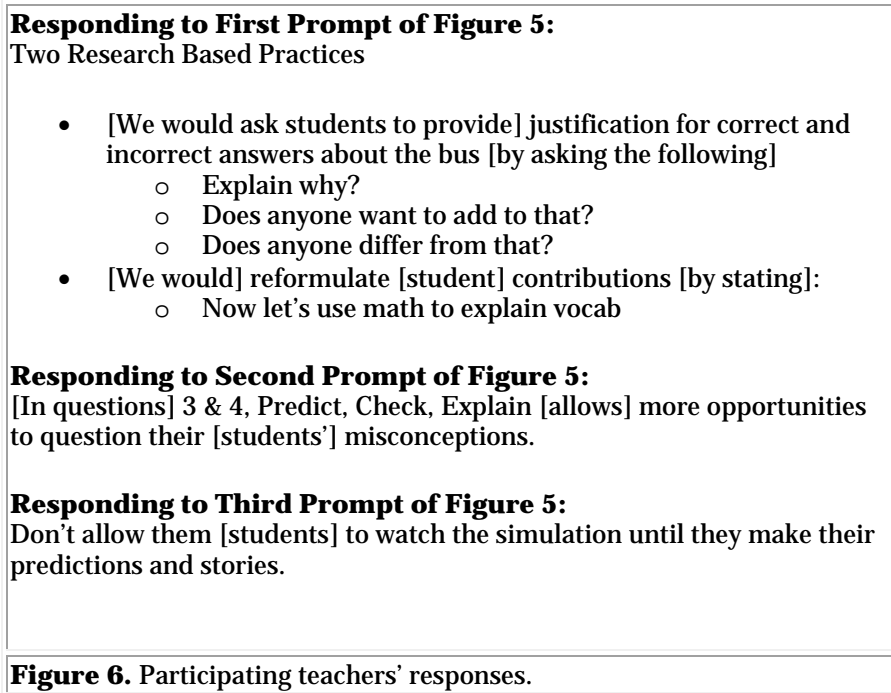 Responding to First Prompt of Figure 5:
Two Research Based Practices
• [We would ask students to provide] justification for correct and
incorrect answers about the bus [by asking the following]
o Explain why?
o Does anyone want to add to that?
o Does anyone differ from that?
• [We would] reformulate [student] contributions [by stating]:
o Now let’s use math to explain vocab
Responding to Second Prompt of Figure 5:
[In questions] 3 & 4, Predict, Check, Explain [allows] more opportunities
to question their [students’] misconceptions.
Responding to Third Prompt of Figure 5:
Don’t allow them [students] to watch the simulation until they make their
predictions and stories.
Figure 6. Participating teachers’ responses.